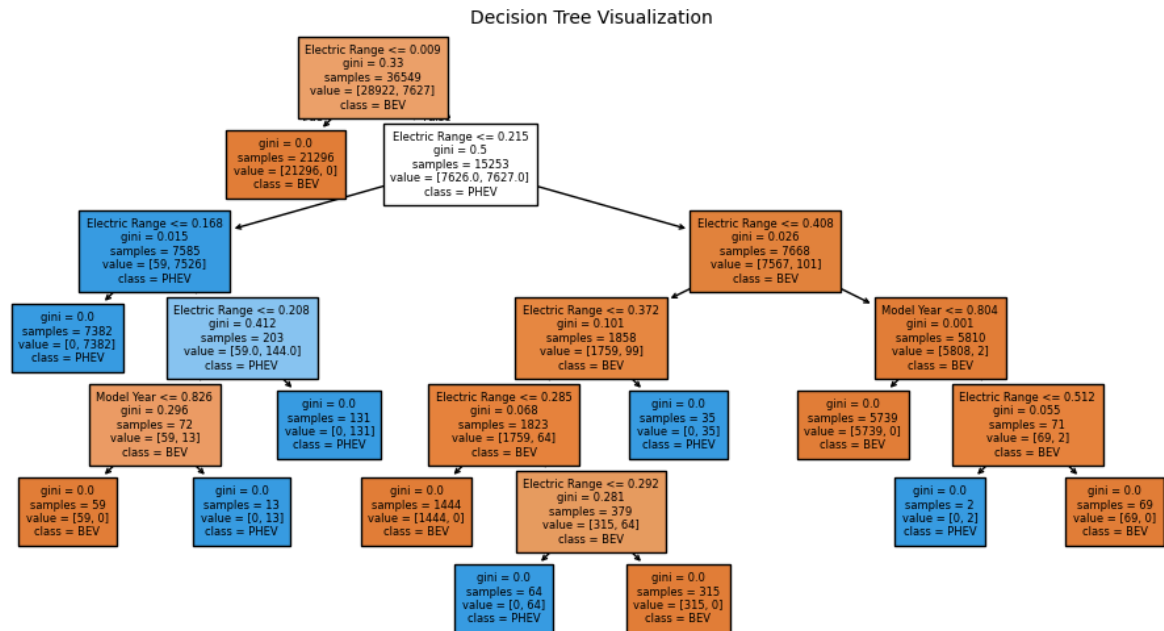 Decision Tree Visualization
Electric Range <= 0.009
gini = 0.33
samples = 36549
value = [28922, 7627]
class = BEV
gini = 0.0
samples = 21296
value = [21296, 0]
class = BEV
Electric Range <= 0.215
gini = 0.5
samples = 15253
value = [7626.0, 7627.0]
class = PHEV
Electric Range <= 0.168
gini = 0.015
samples = 7585
value = [59, 7526]
class = PHEV
Electric Range <= 0.408
gini = 0.026
samples = 7668
value = [7567, 101]
class = BEV
gini = 0.0
samples = 7382
value = [0, 7382]
class = PHEV
Electric Range <= 0.208
gini = 0.412
samples = 203
value = [59.0, 144.0]
class = PHEV
Electric Range <= 0.372
gini = 0.101
samples = 1858
value = [1759, 99]
class = BEV
Model Year <= 0.804
gini = 0.001
samples = 5810
value = [5808, 2]
class = BEV
Model Year <= 0.826
gini = 0.296
samples = 72
value = [59, 13]
class = BEV
gini = 0.0
samples = 131
value = [0, 131]
class = PHEV
Electric Range <= 0.285
gini = 0.068
samples = 1823
value = [1759, 64]
class = BEV
gini = 0.0
samples = 35
value = [0, 35]
class = PHEV
gini = 0.0
samples = 5739
value = [5739, 0]
class = BEV
Electric Range <= 0.512
gini = 0.055
samples = 71
value = [69, 2]
class = BEV
gini = 0.0
samples = 59
value = [59, 0]
class = BEV
gini = 0.0
samples = 13
value = [0, 13]
class = PHEV
gini = 0.0
samples = 1444
value = [1444, 0]
class = BEV
Electric Range <= 0.292
gini = 0.281
samples = 379
value = [315, 64]
class = BEV
gini = 0.0
samples = 2
value = [0, 2]
class = PHEV
gini = 0.0
samples = 69
value = [69, 0]
class = BEV
gini = 0.0
samples = 64
value = [0, 64]
class = PHEV
gini = 0.0
samples = 315
value = [315, 0]
class = BEV